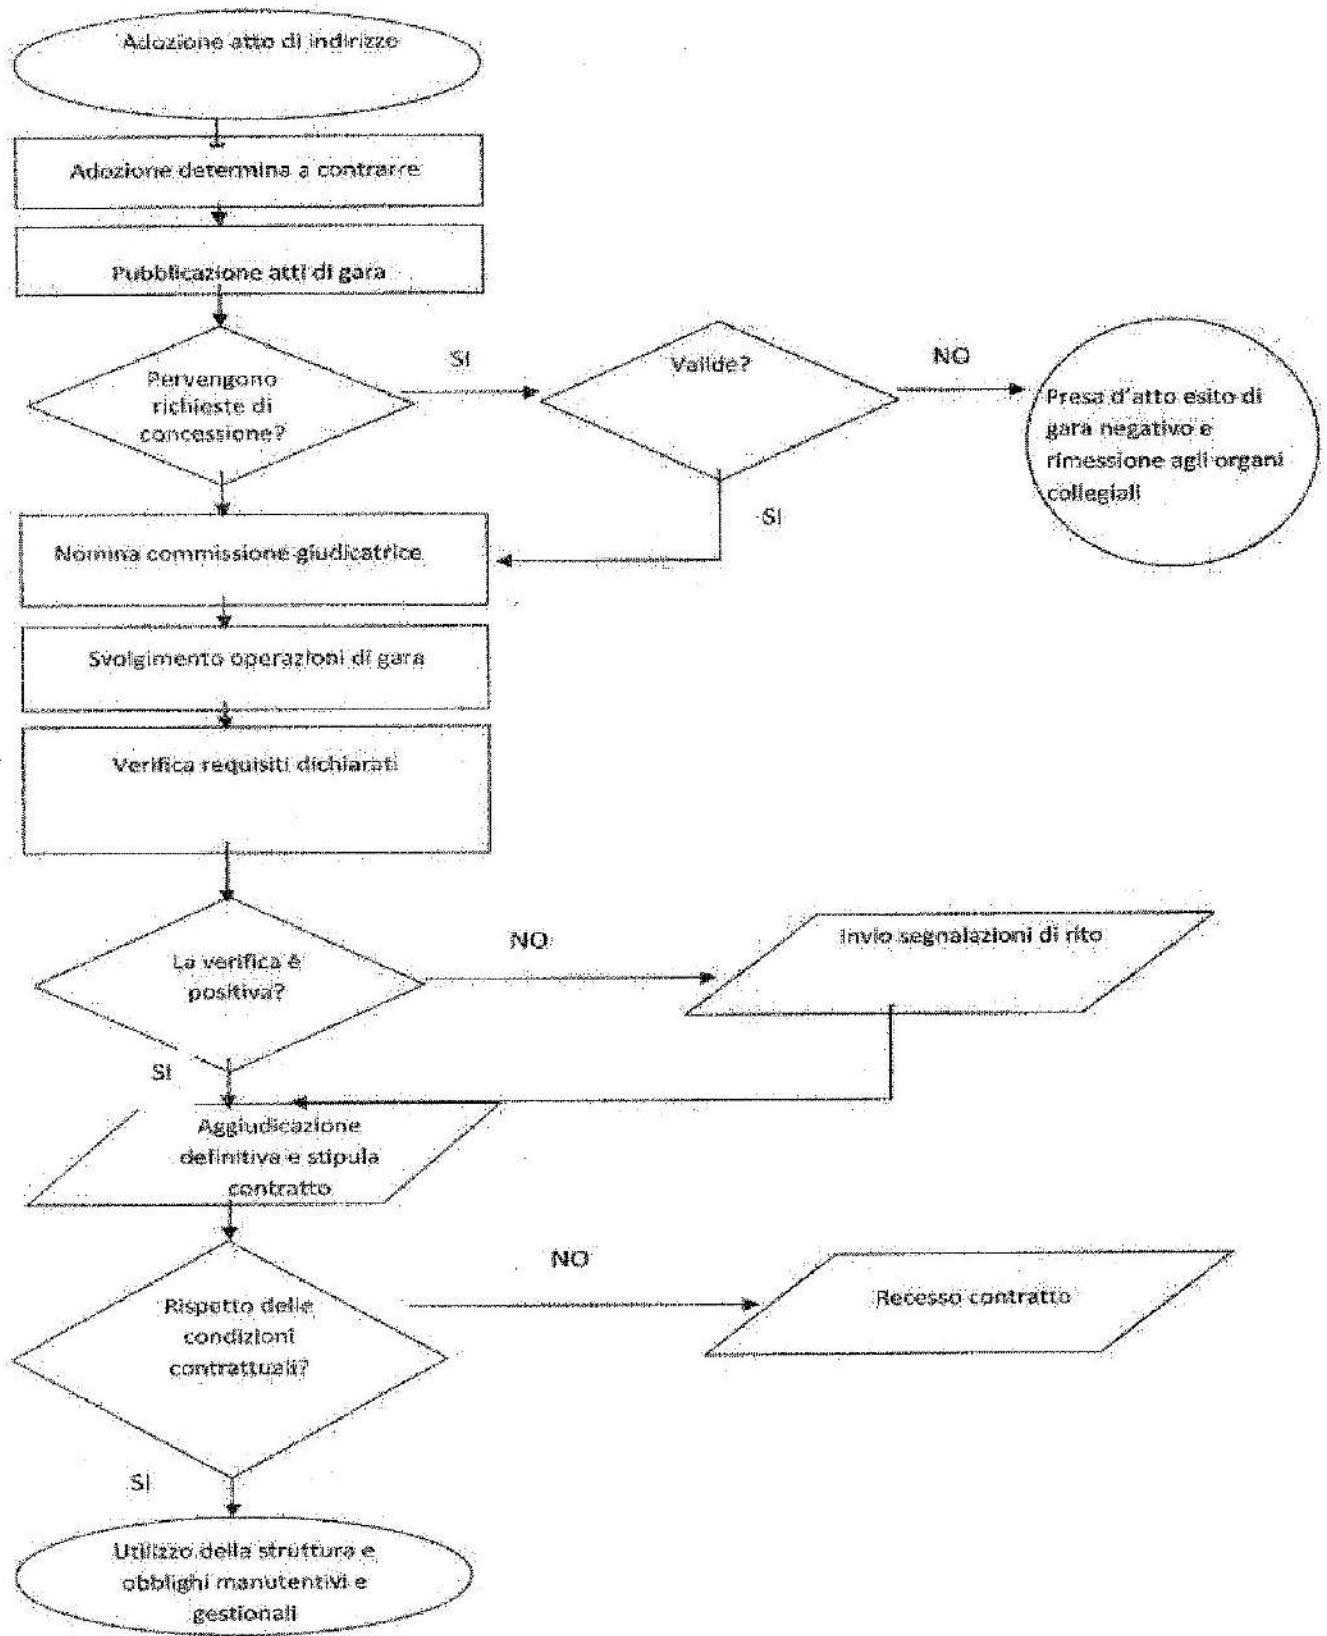 Adozione atto di indirizzo
Adozione determina a contrarre
Pubblicazione atti di gara
Pervengono
richieste di
concessione?
SI
Valide?
NO
Presa d'atto esito di
gara negativo e
rimessione agli organi
collegiali
SI
Nomina commissione giudicatrice
Svolgimento operazioni di gara
Verifica requisiti dichiarati
La verifica è
positiva?
NO
Invio segnalazioni di rito
SI
Aggiudicazione
definitiva e stipula
contratto
Rispetto delle
condizioni
contrattuali?
NO
Recesso contratto
SI
Utilizzo della struttura e
obblighi manutentivi e
gestionali